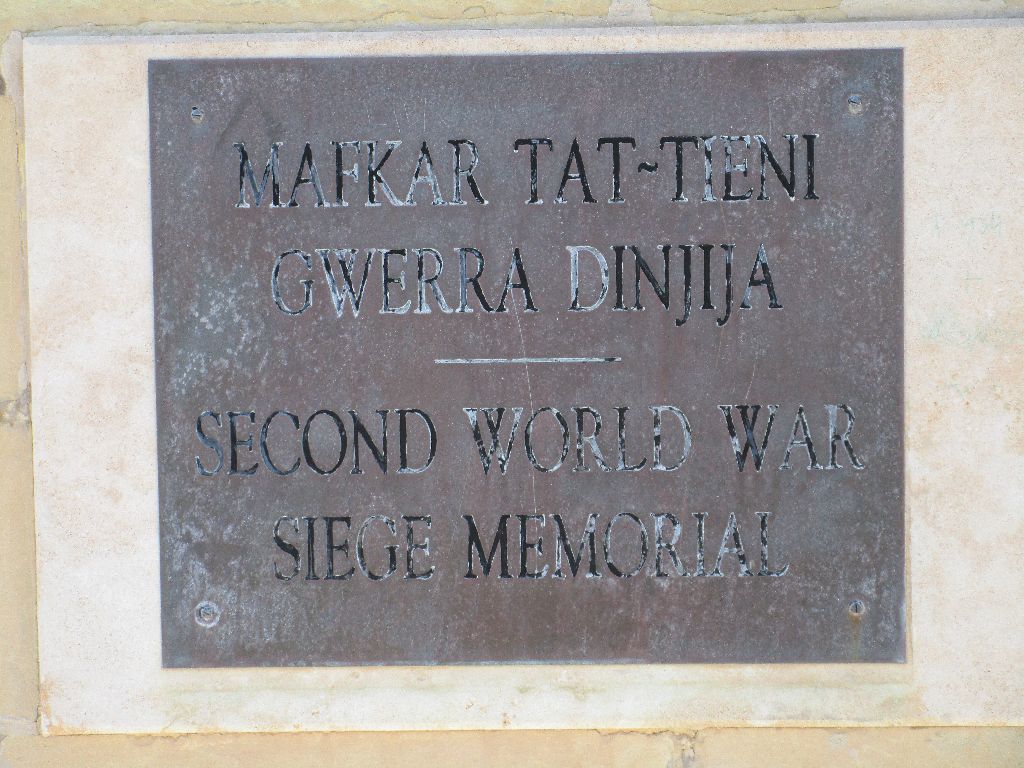 MAFKAR TAT~TIENI
GWERRA DINJIJA
SECOND WORLD WAR
SIEGE MEMORIAL